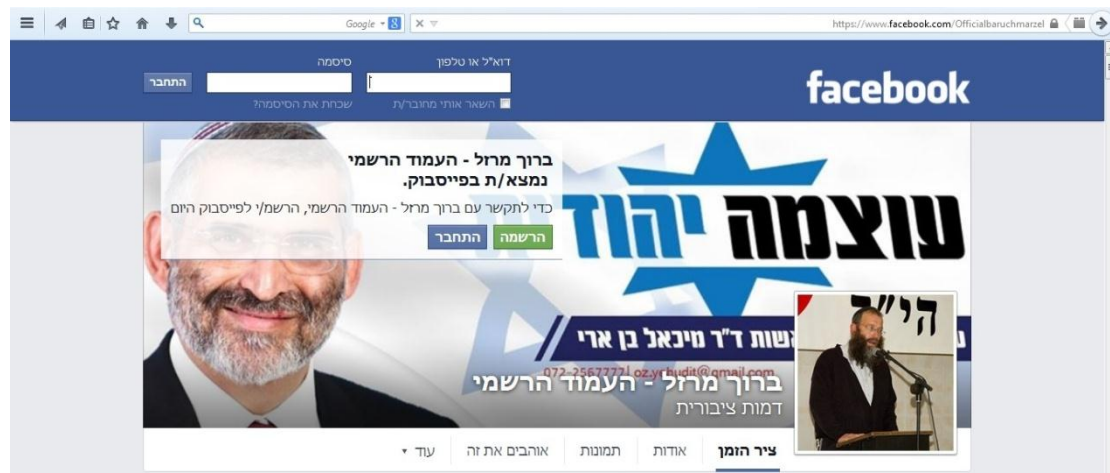 Google
https://www.facebook.com/Officialbaruchmarzel
facebook
דוא"ל או טלפון
סיסמה
התחבר
השאר אותי מחובר/ת
שכחת את הסיסמה?
ברוך מרזל - העמוד הרשמי
נמצא/ת בפייסבוק.
כדי לתקשר עם ברוך מרזל - העמוד הרשמי, הרשמ/י לפייסבוק היום
הרשמה
התחבר
עוצמה יהודית
ד"ר מיכאל בן ארי
072-2567777| oz.yehudit@gmail.com
הי"ד
ברוך מרזל - העמוד הרשמי
דמות ציבורית
ציר הזמן
אודות
תמונות
אוהבים את זה
עוד